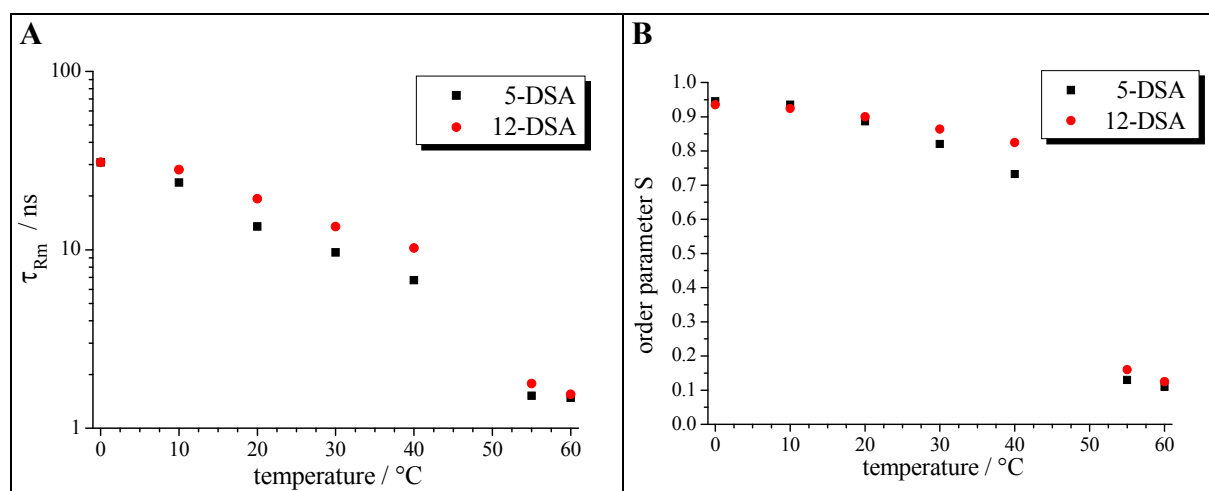 A
100
10
1
τRm / ns
0 10 20 30 40 50 60
temperature / °C
5-DSA
12-DSA
B
1.0
0.9
0.8
0.7
0.6
0.5
0.4
0.3
0.2
0.1
0.0
order parameter S
0 10 20 30 40 50 60
temperature / °C
5-DSA
12-DSA